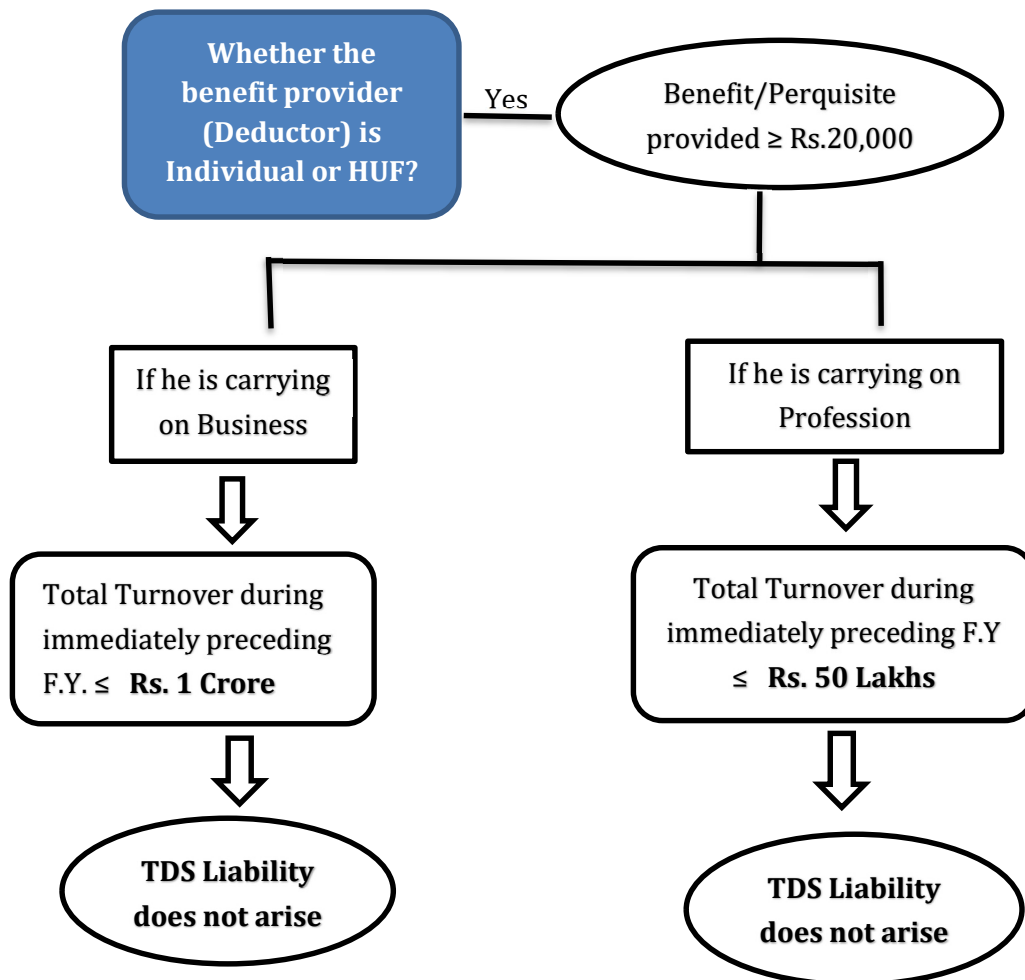 Whether the
benefit provider
(Deductor) is
Individual or HUF?
Yes
Benefit/Perquisite
provided ≥ Rs.20,000
If he is carrying
on Business
If he is carrying on
Profession
Total Turnover during
immediately preceding
F.Y. ≤ Rs. 1 Crore
Total Turnover during
immediately preceding F.Y
≤ Rs. 50 Lakhs
TDS Liability
does not arise
TDS Liability
does not arise